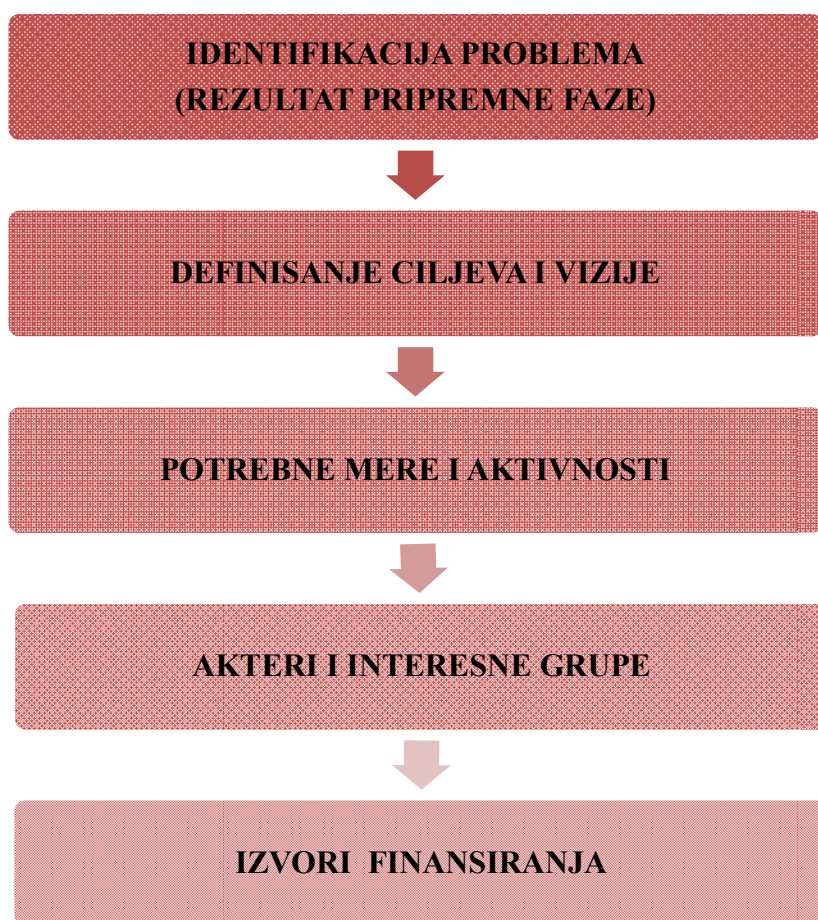 IDENTIFIKACIJA PROBLEMA
(REZULTAT PRIPREMNE FAZE)
DEFINISANJE CILJEVA I VIZIJE
POTREBNE MERE I AKTIVNOSTI
AKTERI I INTERESNE GRUPE
IZVORI FINANSIRANJA